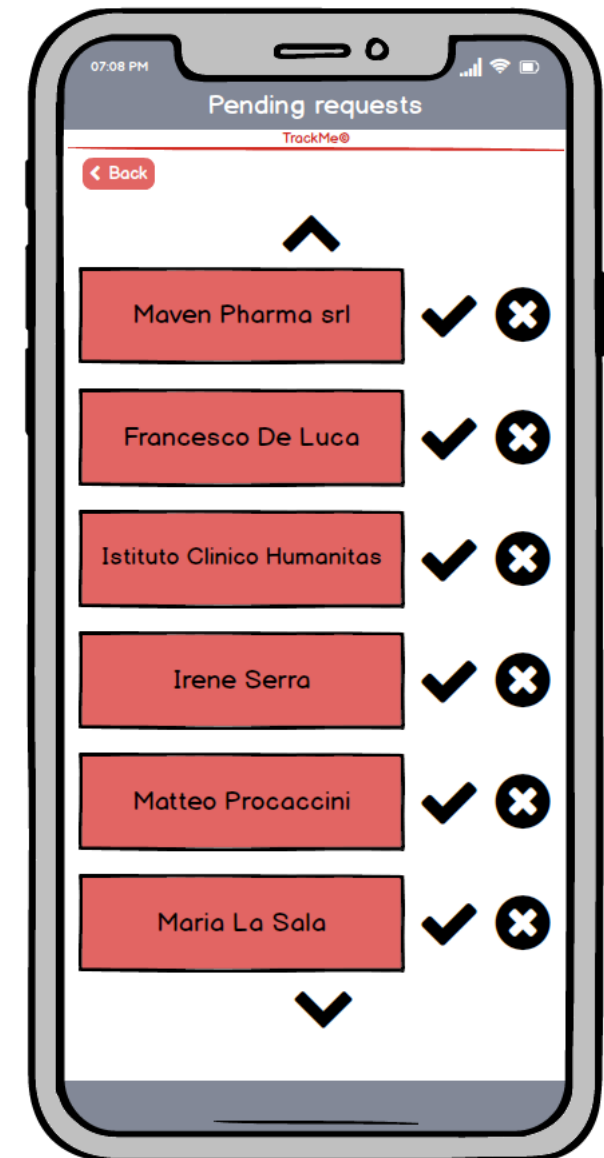 07:08 PM
Pending requests
TrackMe©
Back
Maven Pharma srl
Francesco De Luca
Istituto Clinico Humanitas
Irene Serra
Matteo Procaccini
Maria La Sala